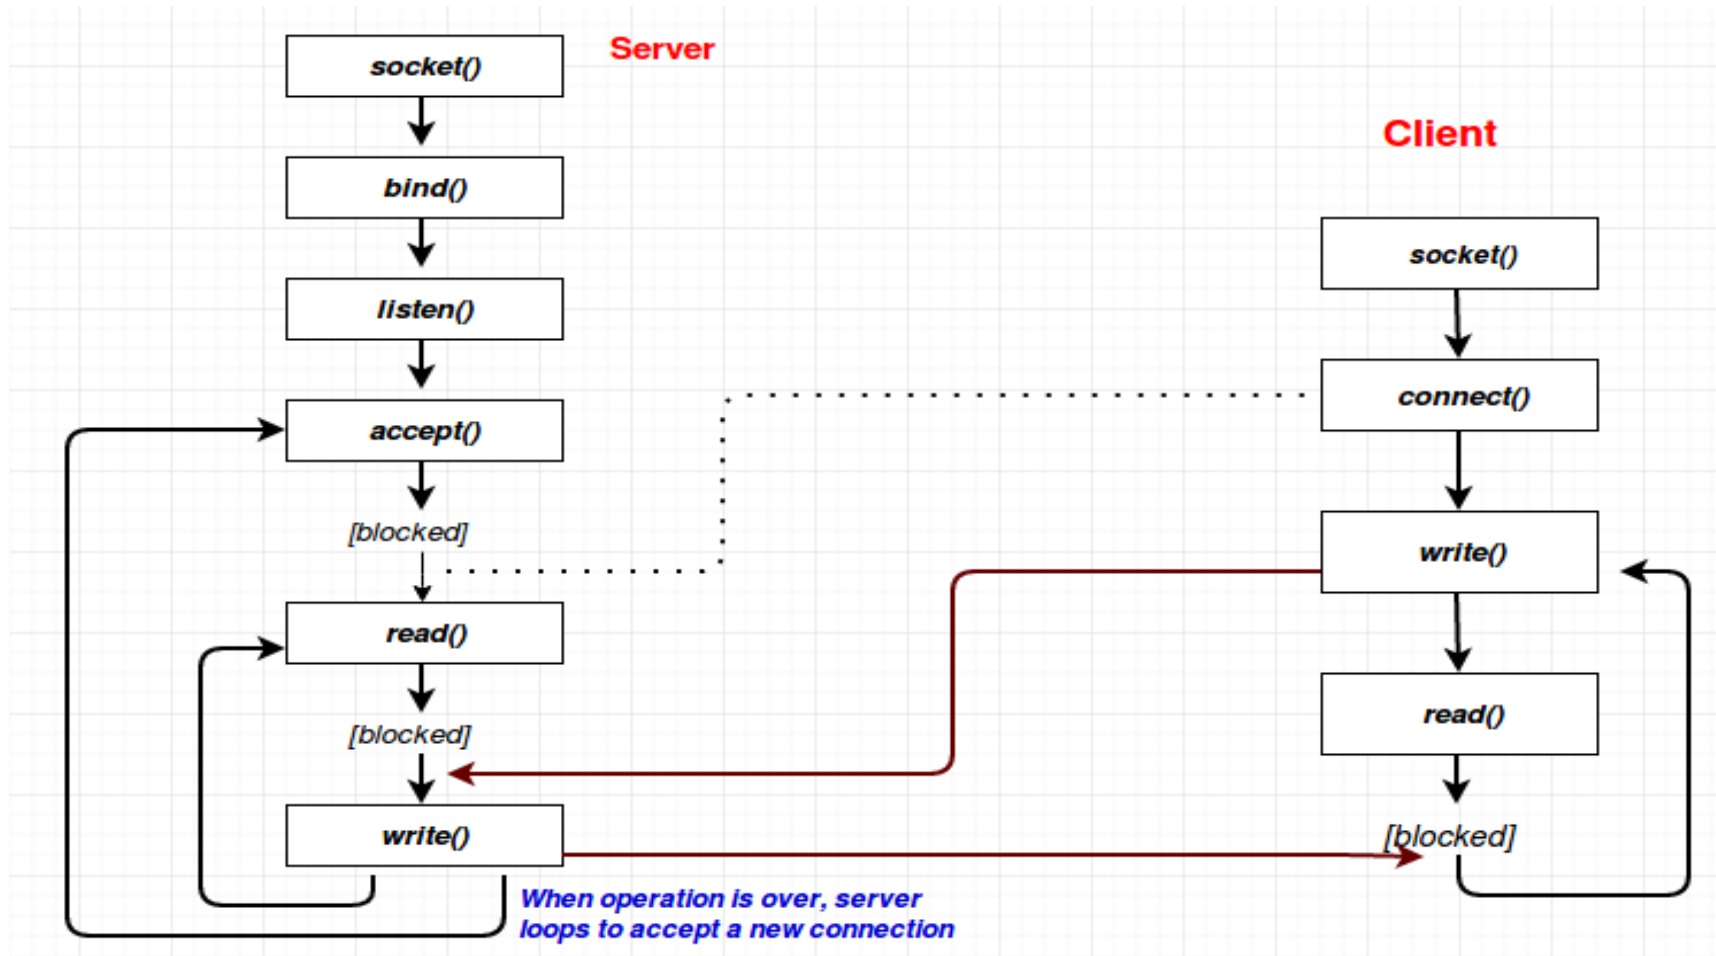 Server
socket()
bind()
listen()
accept()
[blocked]
read()
[blocked]
write()
When operation is over, server
loops to accept a new connection
Client
socket()
connect()
write()
read()
[blocked]